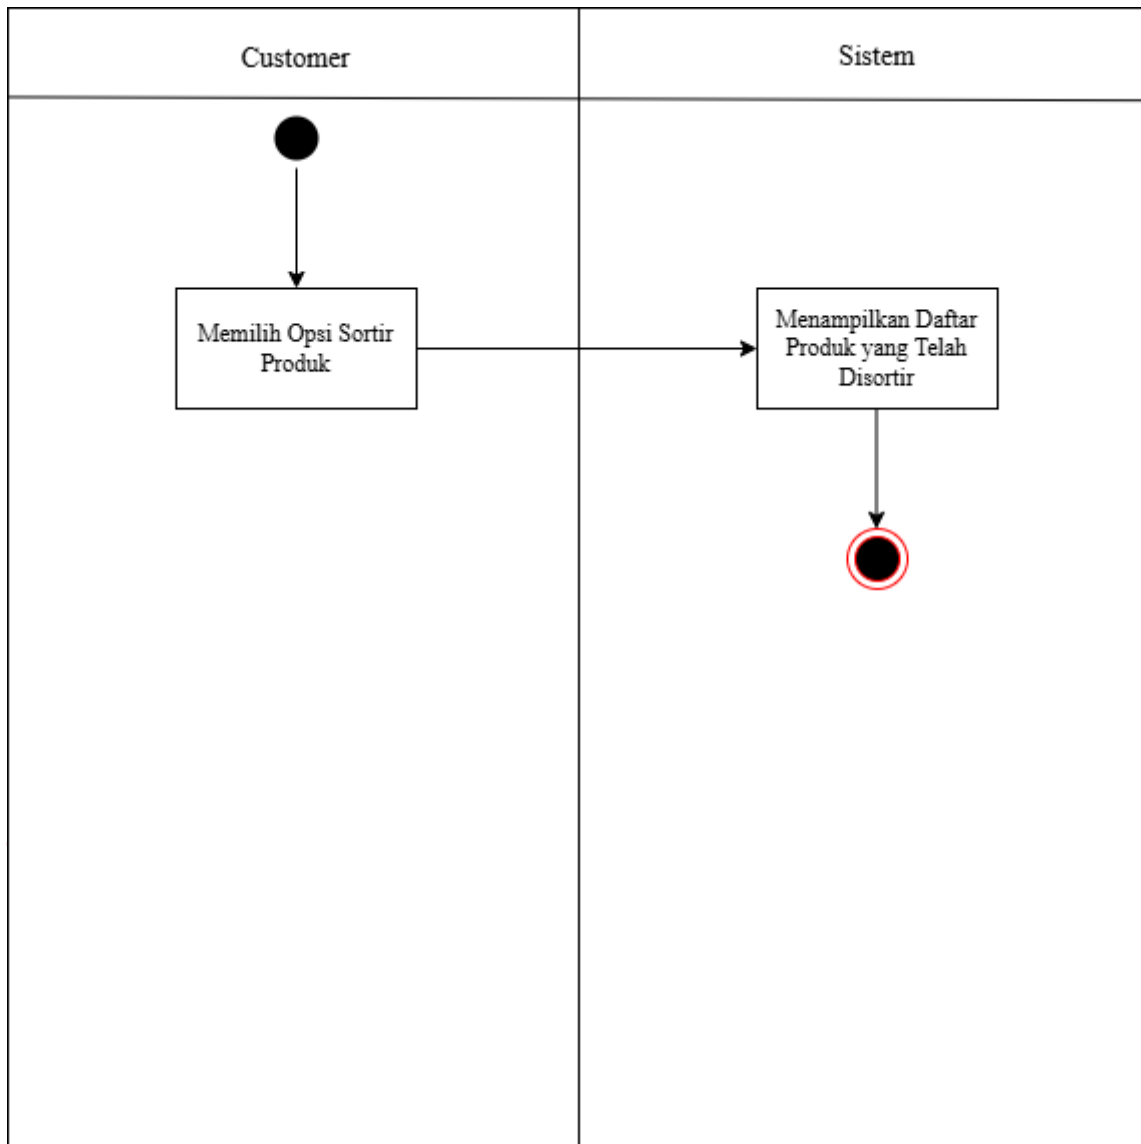 Customer
Sistem
Memilih Opsi Sortir
Produk
Menampilkan Daftar
Produk yang Telah
Disortir